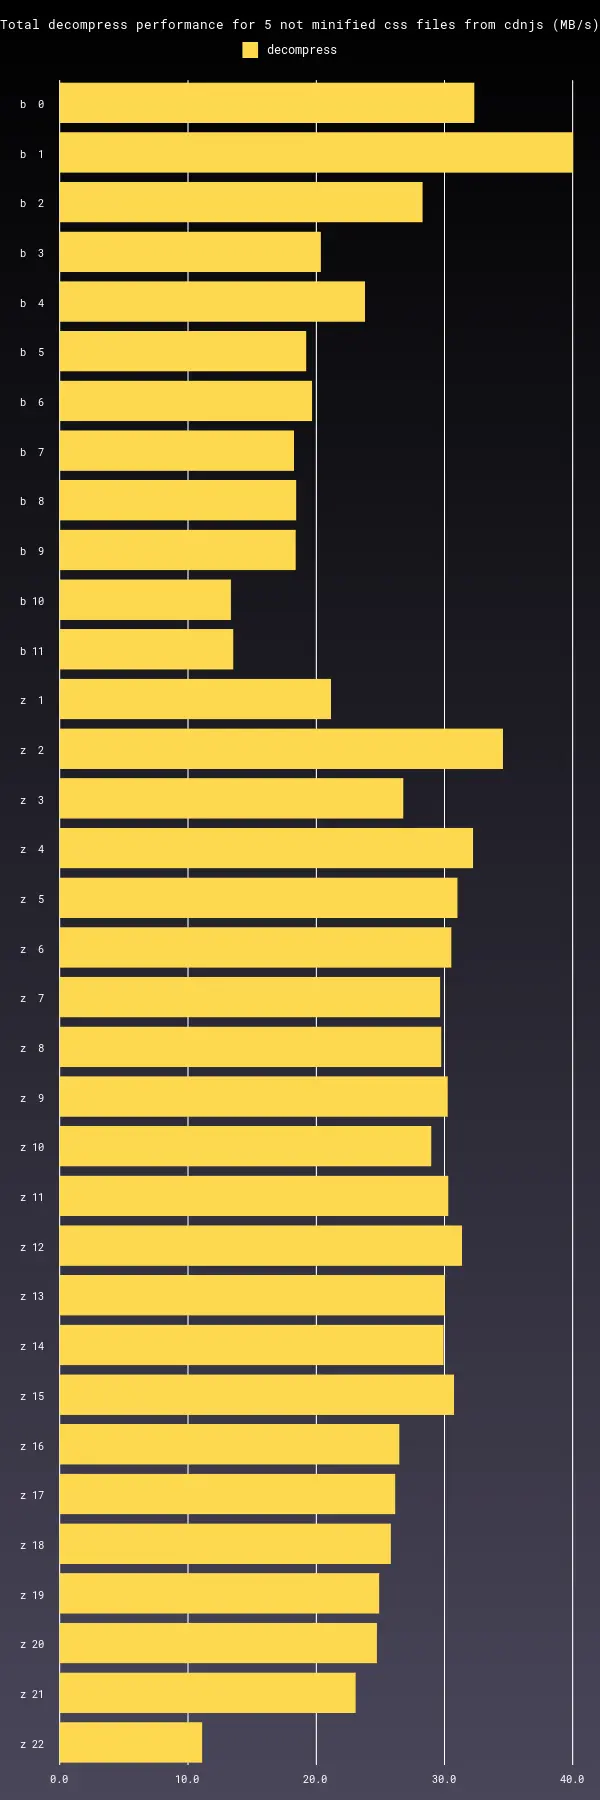 Total decompress performance for 5 not minified css files from cdnjs (MB/s)
decompress
b 0
b 1
b 2
b 3
b 4
b 5
b 6
b 7
b 8
b 9
b 10
b 11
z 1
z 2
z 3
z 4
z 5
z 6
z 7
z 8
z 9
z 10
z 11
z 12
z 13
z 14
z 15
z 16
z 17
z 18
z 19
z 20
z 21
z 22
0.0 10.0 20.0 30.0 40.0